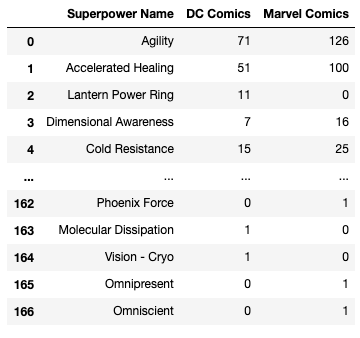 Superpower Name DC Comics Marvel Comics
0 Agility 71 126
1 Accelerated Healing 51 100
2 Lantern Power Ring 11 0
3 Dimensional Awareness 7 16
4 Cold Resistance 15 25
... ... ... ...
162 Phoenix Force 0 1
163 Molecular Dissipation 1 0
164 Vision - Cryo 1 0
165 Omnipresent 0 1
166 Omniscient 0 1